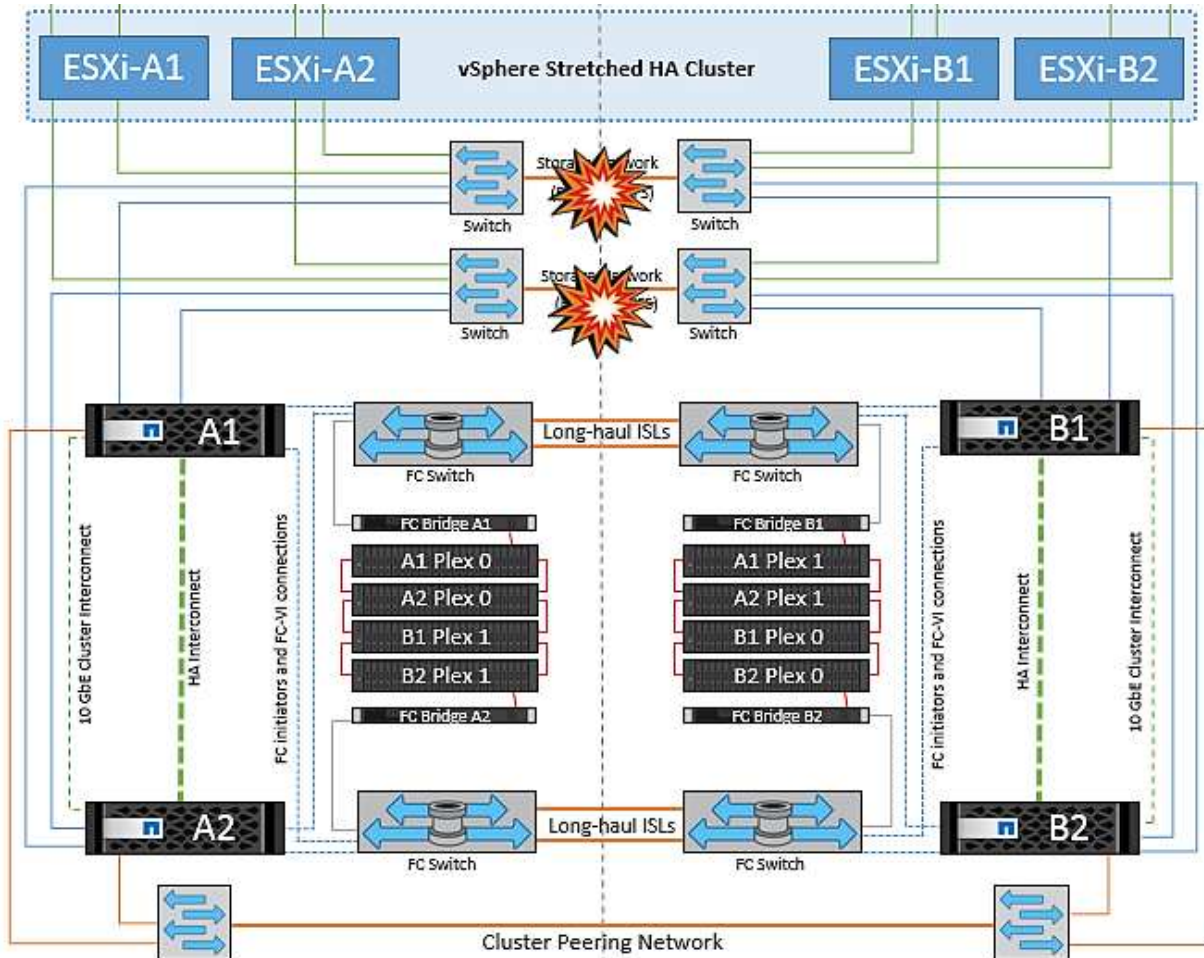 ESXi-A1
ESXi-A2
vSphere Stretched HA Cluster
ESXi-B1
ESXi-B2
Switch
Switch
Switch
Switch
A1
Long-haul ISLs
B1
FC Switch
FC Switch
FC Bridge A1
FC Bridge B1
A1 Plex 0
A1 Plex 1
A2 Plex 0
A2 Plex 1
B1 Plex 1
B1 Plex 0
B2 Plex 1
B2 Plex 0
FC Bridge A2
FC Bridge B2
10 GbE Cluster Interconnect
HA Interconnect
FC initiators and FC-VI connections
FC initiators and FC-VI connections
HA Interconnect
10 GbE Cluster Interconnect
A2
Long-haul ISLs
B2
FC Switch
FC Switch
Cluster Peering Network